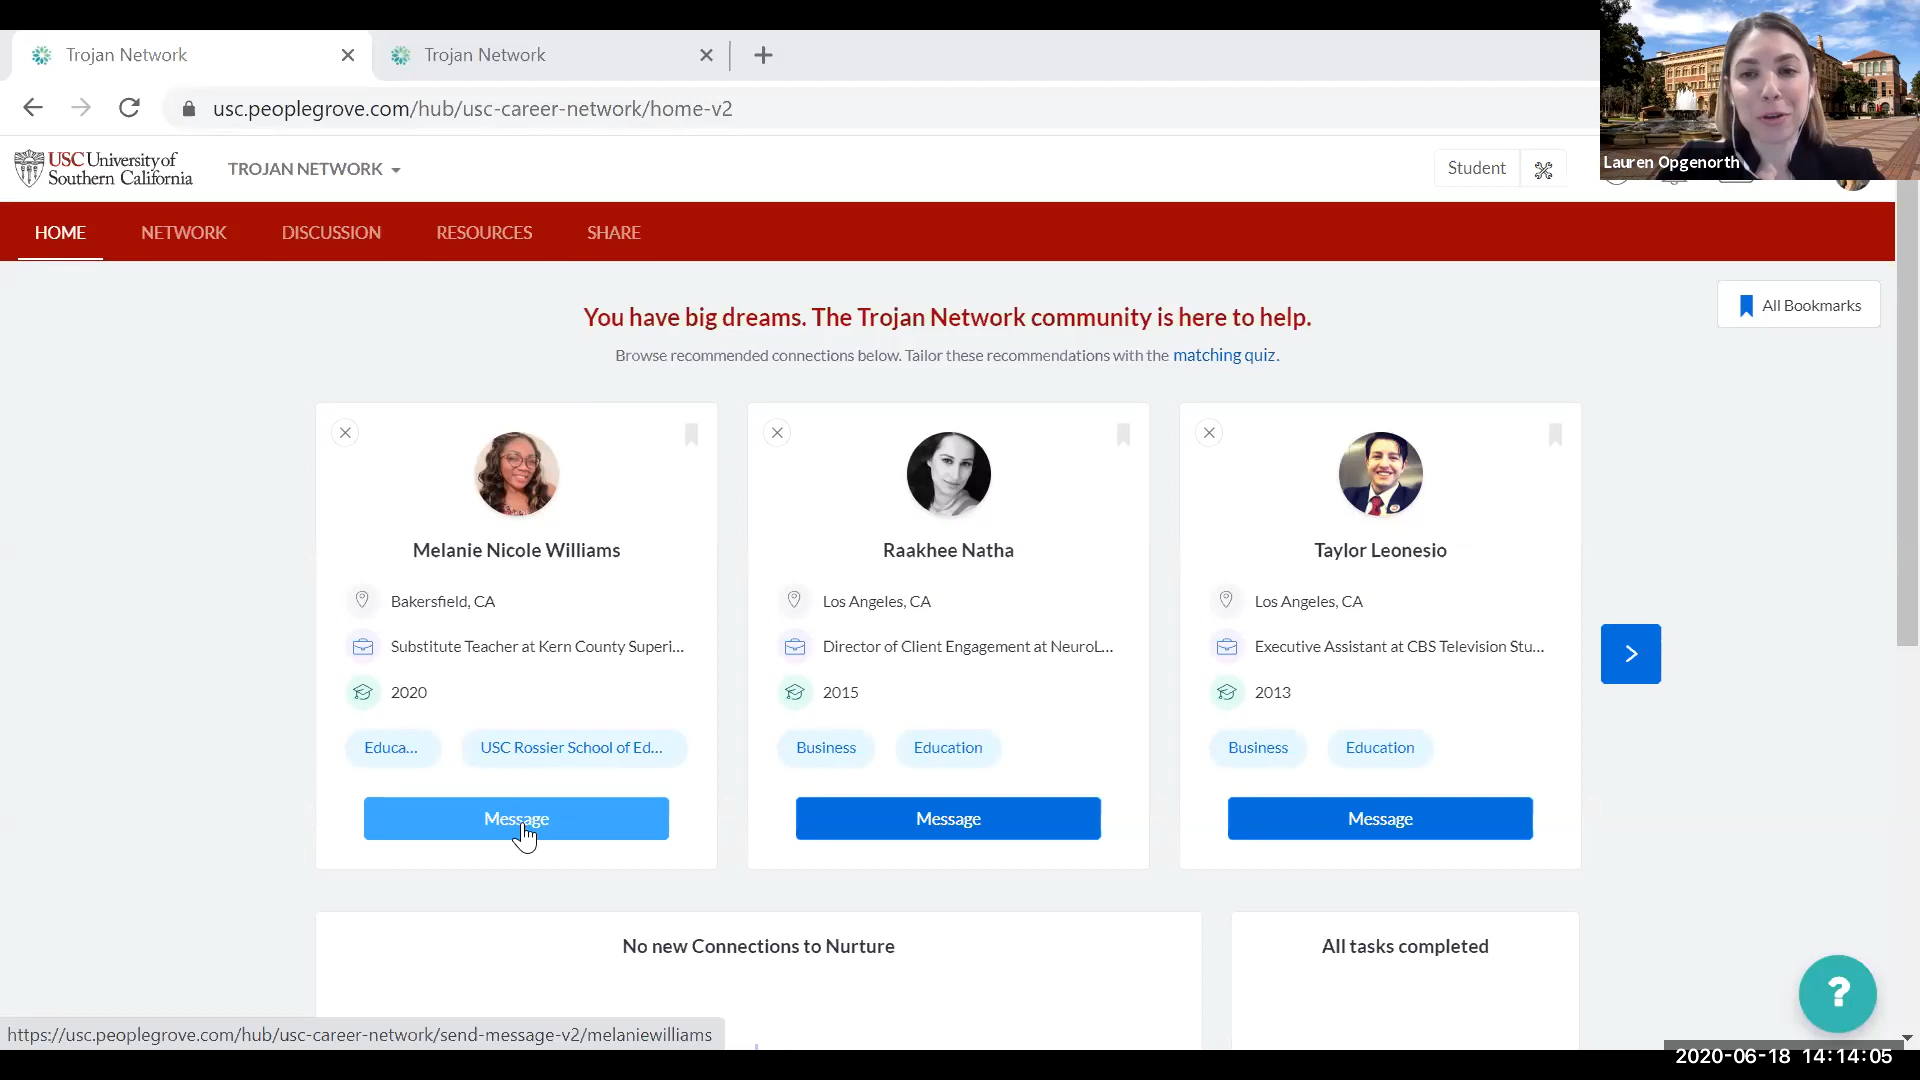 Trojan Network
Trojan Network
usc.peoplegrove.com/hub/usc-career-network/home-v2
Lauren Opgenorth
USC University of
Southern California
TROJAN NETWORK
Student
HOME NETWORK DISCUSSION RESOURCES SHARE
All Bookmarks
You have big dreams. The Trojan Network community is here to help.
Browse recommended connections below. Tailor these recommendations with the matching quiz.
Melanie Nicole Williams
Bakersfield, CA
Substitute Teacher at Kern County Superi...
2020
Educa...
USC Rossier School of Ed...
Message
Raakhee Natha
Los Angeles, CA
Director of Client Engagement at NeuroL...
2015
Business
Education
Message
Taylor Leonesio
Los Angeles, CA
Executive Assistant at CBS Television Stu...
2013
Business
Education
Message
No new Connections to Nurture
All tasks completed
?
https://usc.peoplegrove.com/hub/usc-career-network/send-message-v2/melaniewilliams
2020-06-18 14:14:05